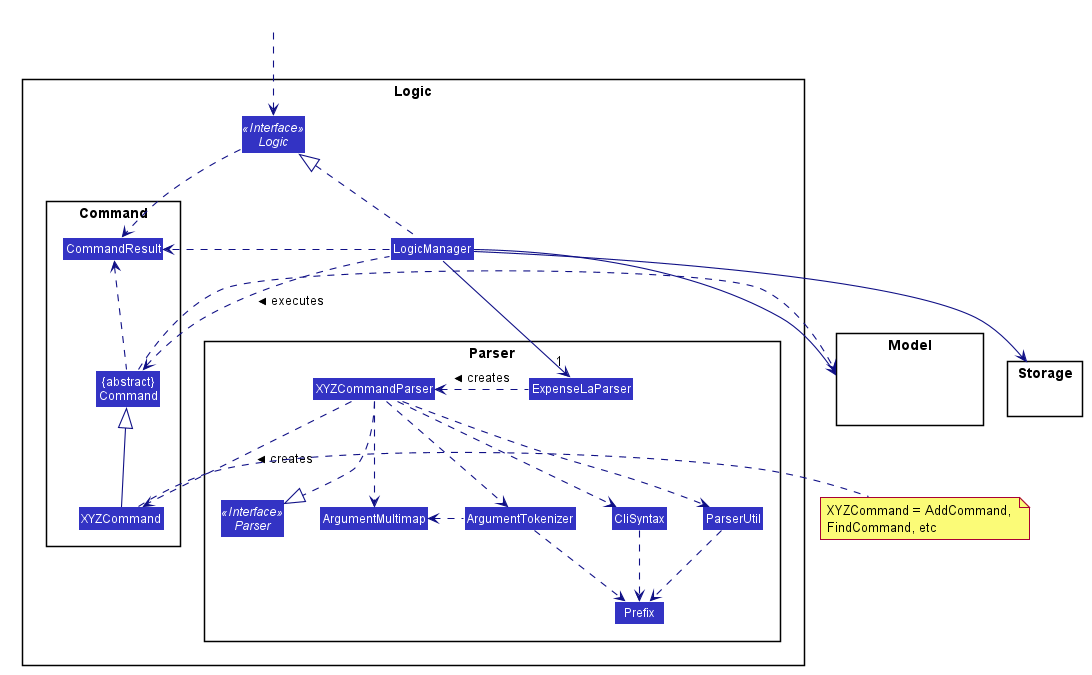 Logic
«Interface»
Logic
Command
CommandResult
LogicManager
◄ executes
Model
Parser
Storage
1
{abstract}
Command
XYZCommandParser
◄ creates
ExpenseLaParser
◄ creates
XYZCommand
«Interface»
Parser
ArgumentMultimap
ArgumentTokenizer
CliSyntax
ParserUtil
XYZCommand = AddCommand,
FindCommand, etc
Prefix